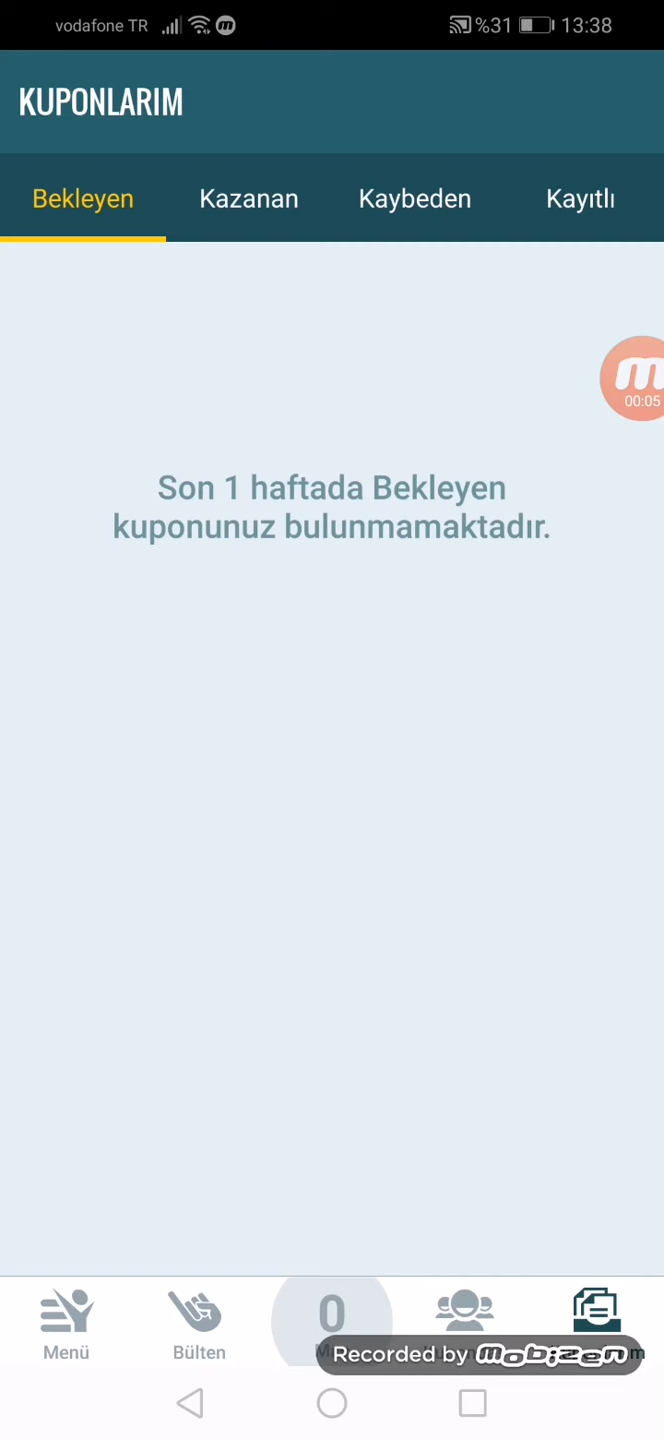 vodafone TR %31 13:38
KUPONLARIM
Bekleyen Kazanan Kaybeden Kayıtlı
00:05
Son 1 haftada Bekleyen
kuponunuz bulunmamaktadır.
0
Menü Bülten
Recorded by mobizen